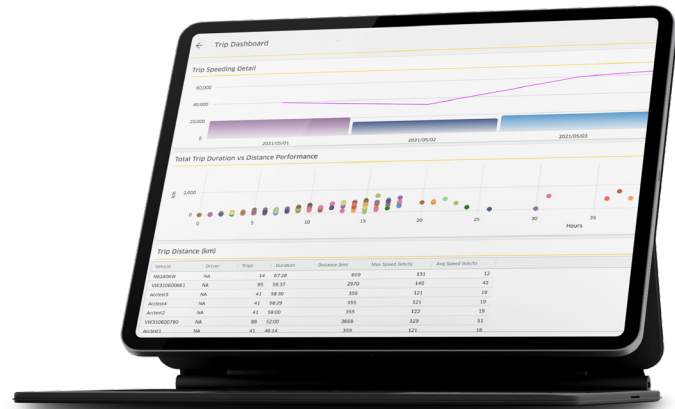 Trip Dashboard
Trip Speeding Detail
60,000
40,000
20,000
0
2021/05/01 2021/05/02 2021/05/03
Total Trip Duration vs Distance Performance
km
2,000
0
0 5 10 15 20 25 30 35
Hours
Trip Distance (km)
Vehicle Driver Trips Duration Distance (km) Max Speed (km/h) Avg Speed (km/h)
NA 14 67:28 809 131 12
VW310600661 NA 95 59:37 2970 140 42
Acctest3 NA 41 58:30 356 121 19
Acctest4 NA 41 58:29 355 121 19
Acctest2 NA 41 58:00 355 122 19
VW310600760 NA 88 52:00 3668 129 51
Acctest1 NA 41 46:14 359 121 18